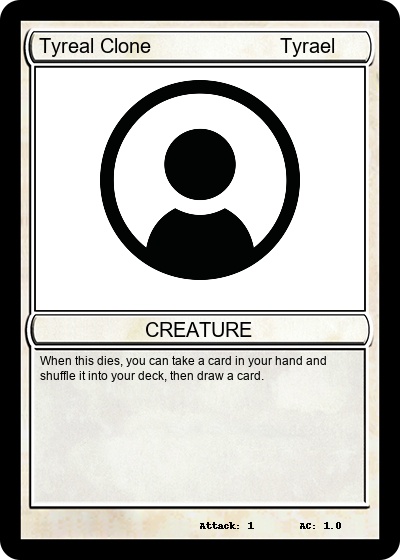 Tyreal Clone Tyrael
CREATURE
When this dies, you can take a card in your hand and
shuffle it into your deck, then draw a card.
Attack: 1 AC: 1.0